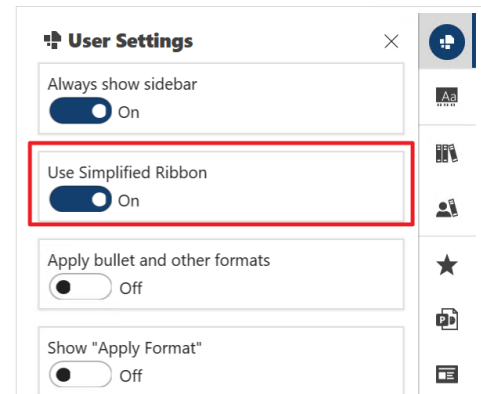 User Settings
Always show sidebar
On
Aa
Use Simplified Ribbon
On
Apply bullet and other formats
Off
P
Show "Apply Format"
Off